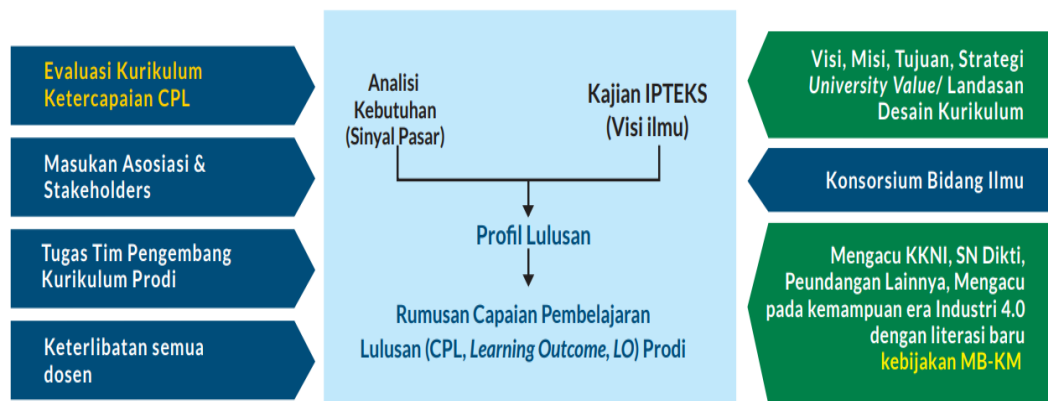 Evaluasi Kurikulum
Ketercapaian CPL
Masukan Asosiasi &
Stakeholders
Tugas Tim Pengembang
Kurikulum Prodi
Keterlibatan semua
dosen
Analisi
Kebutuhan
(Sinyal Pasar)
Kajian IPTEKS
(Visi ilmu)
Profil Lulusan
Rumusan Capaian Pembelajaran
Lulusan (CPL, Learning Outcome, LO) Prodi
Visi, Misi, Tujuan, Strategi
University Value/ Landasan
Desain Kurikulum
Konsorsium Bidang Ilmu
Mengacu KKNI, SN Dikti,
Peundangan Lainnya, Mengacu
pada kemampuan era Industri 4.0
dengan literasi baru
kebijakan MB-KM